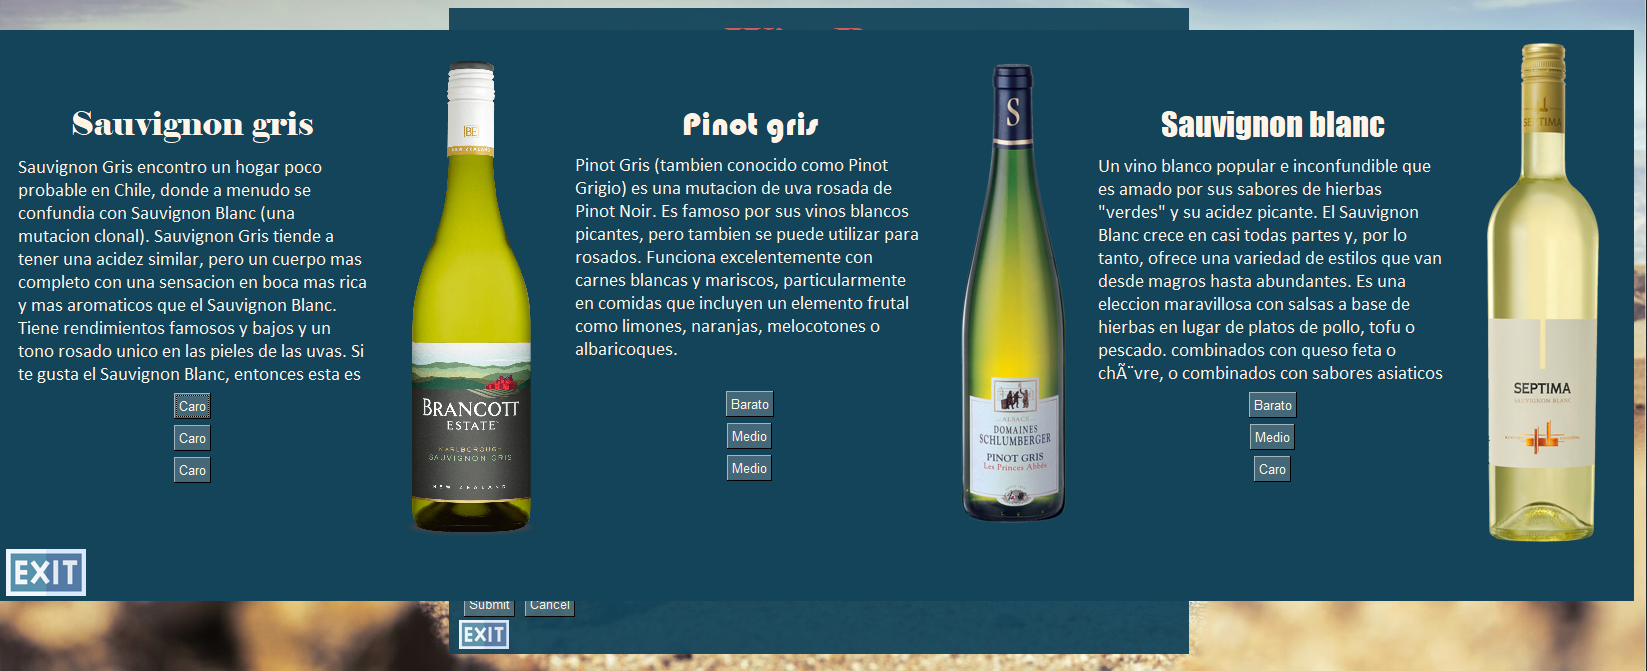 Sauvignon gris
Sauvignon Gris encontro un hogar poco
probable en Chile, donde a menudo se
confundia con Sauvignon Blanc (una
mutacion clonal). Sauvignon Gris tiende a
tener una acidez similar, pero un cuerpo mas
completo con una sensacion en boca mas rica
y mas aromaticos que el Sauvignon Blanc.
Tiene rendimientos famosos y bajos y un
tono rosado unico en las pieles de las uvas. Si
te gusta el Sauvignon Blanc, entonces esta es
Caro
Caro
Caro
BE
NEW ZEALAND
BRANCOTT
ESTATE
MARLBOROUGH
SAUVIGNON GRIS
NEW ZEALAND
Pinot gris
Pinot Gris (tambien conocido como Pinot
Grigio) es una mutacion de uva rosada de
Pinot Noir. Es famoso por sus vinos blancos
picantes, pero tambien se puede utilizar para
rosados. Funciona excelentemente con
carnes blancas y mariscos, particularmente
en comidas que incluyen un elemento frutal
como limones, naranjas, melocotones o
albaricoques.
Barato
Medio
Medio
S
ALSACE
DOMAINES
SCHLUMBERGER
PINOT GRIS
Les Princes Abbés
Sauvignon blanc
Un vino blanco popular e inconfundible que
es amado por sus sabores de hierbas
"verdes" y su acidez picante. El Sauvignon
Blanc crece en casi todas partes y, por lo
tanto, ofrece una variedad de estilos que van
desde magros hasta abundantes. Es una
eleccion maravillosa con salsas a base de
hierbas en lugar de platos de pollo, tofu o
pescado. combinados con queso feta o
chÃ¨vre, o combinados con sabores asiaticos
Barato
Medio
Caro
SEPTIMA
SEPTIMA
SAUVIGNON BLANC
EXIT
Submit
Cancel
EXIT